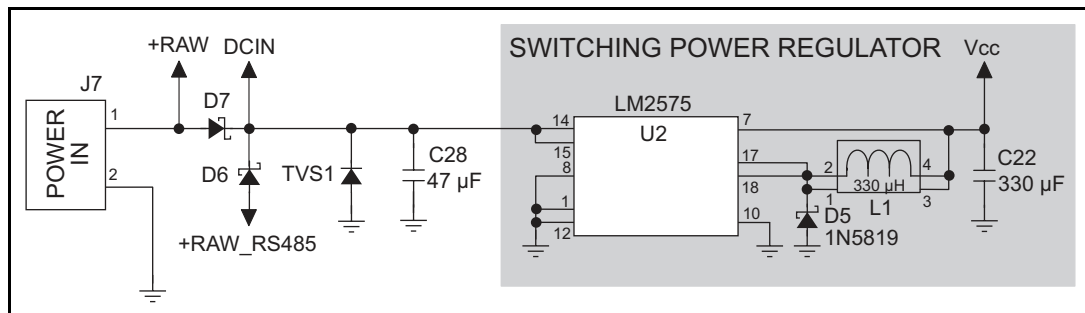 +RAW DCIN
SWITCHING POWER REGULATOR
Vcc
J7
POWER
IN
1
2
D7
D6
+RAW_RS485
TVS1
C28
47 µF
LM2575
U2
14
15
8
1
12
7
17
18
10
2
1
4
3
330 µH
L1
D5
1N5819
C22
330 µF